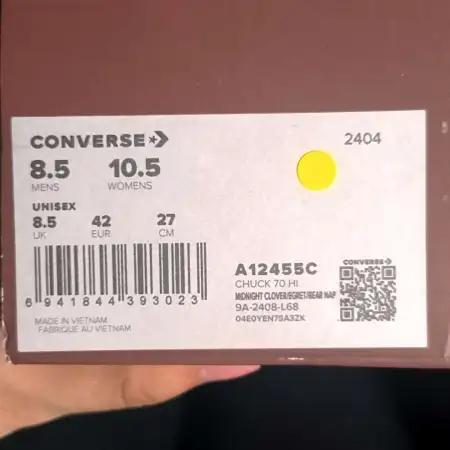 CONVERSE
2404
8.5 10.5
MENS WOMENS
UNISEX
8.5 42 27
UK EUR CM
6 941844 393023
MADE IN VIETNAM
FABRIQUE AU VIETNAM
A12455C
CHUCK 70 HI
MIDNIGHT CLOVER/EGRET/BEAR NAP
9A-2408-L68
04E0YEN7SA3ZK
CONVERSE